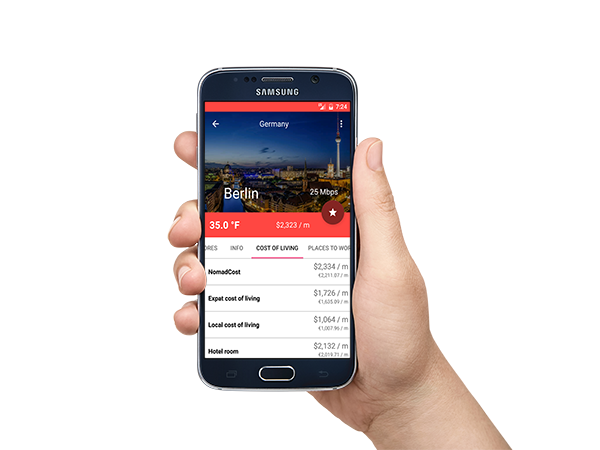 SAMSUNG
7:24
Germany
Berlin
25 Mbps
35.0 °F
$2,323 / m
ORES INFO COST OF LIVING PLACES TO WOR
NomadCost
$2,334 / m
€2,211.07 / m
Expat cost of living
$1,726 / m
€1,635.09 / m
Local cost of living
$1,064 / m
€1,007.96 / m
Hotel room
$2,132 / m
€2,019.71 / m